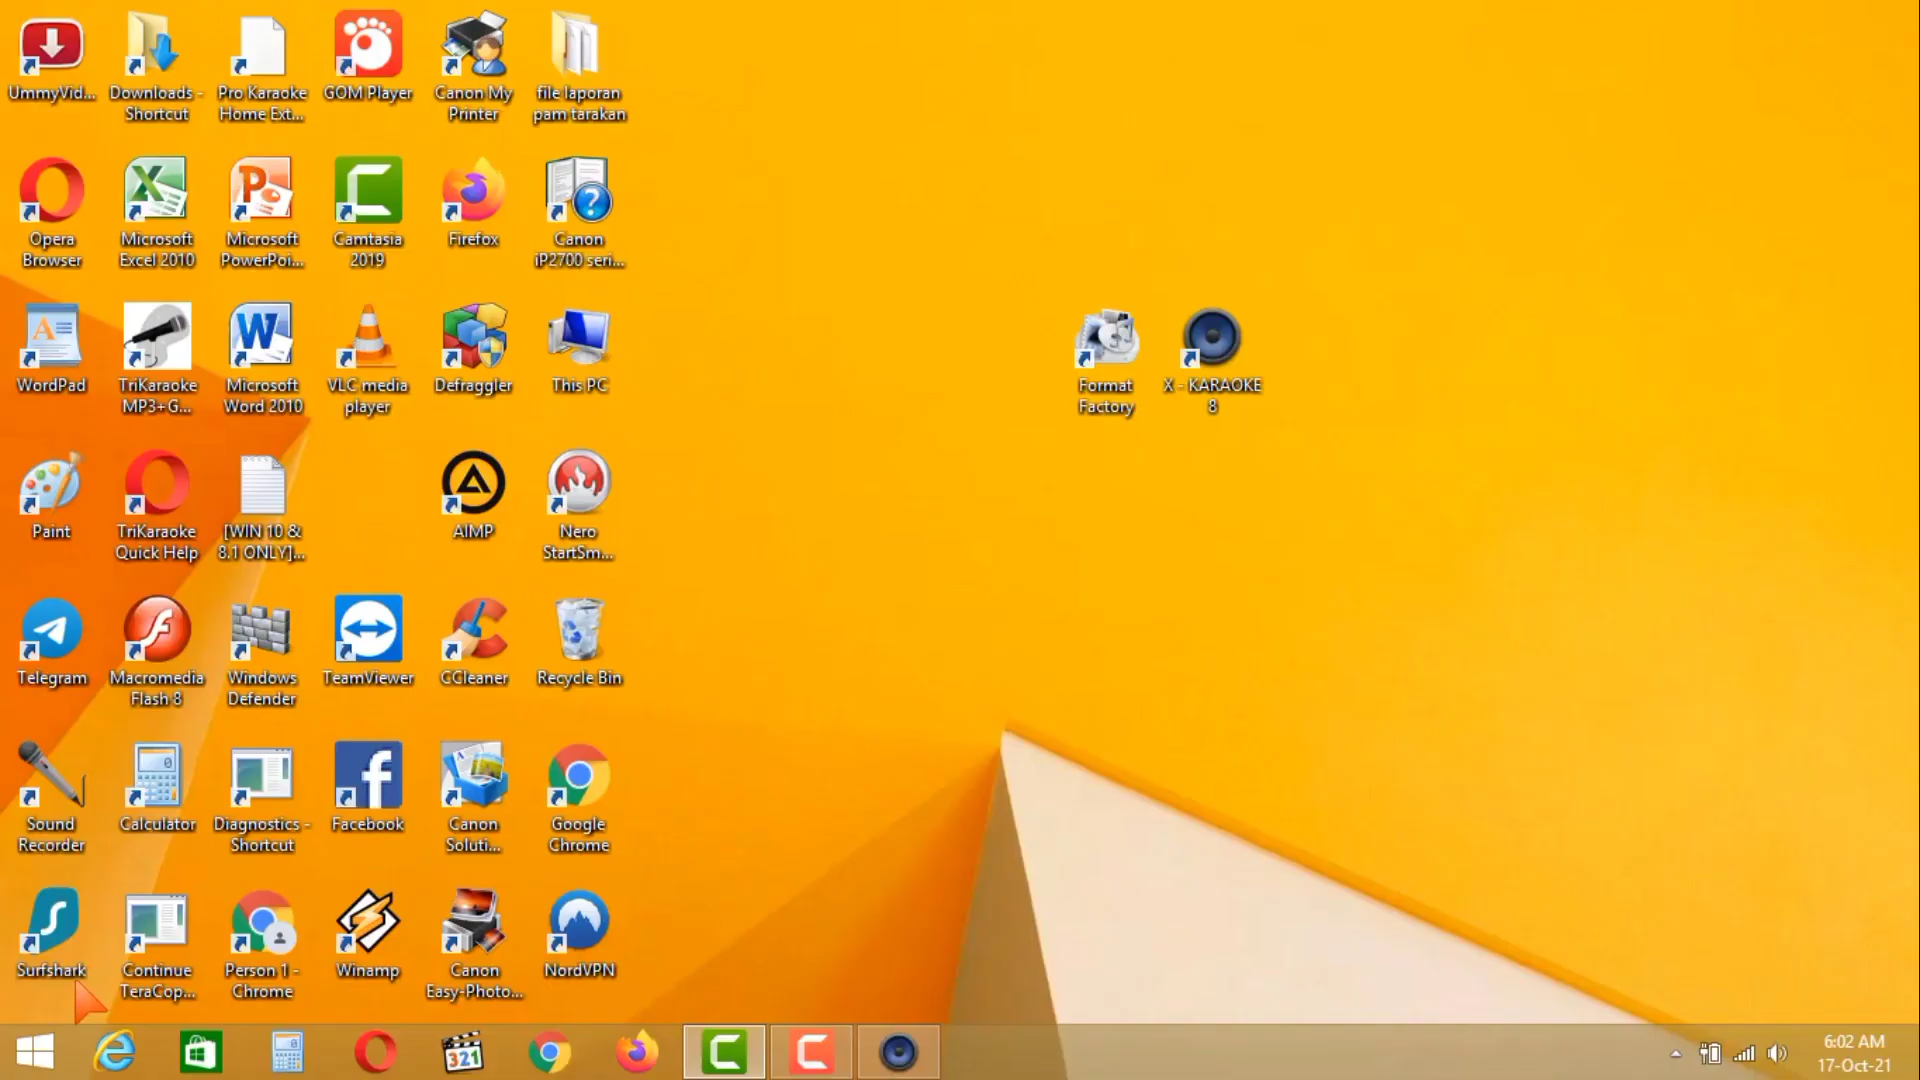 UmmyVid...
Downloads -
Shortcut
Pro Karaoke
Home Ext...
GOM Player
Canon My
Printer
file laporan
pam tarakan
Opera
Browser
Microsoft
Excel 2010
Microsoft
PowerPoi...
Camtasia
2019
Firefox
Canon
iP2700 seri...
WordPad
TriKaraoke
MP3+G...
Microsoft
Word 2010
VLC media
player
Defraggler
This PC
Format
Factory
X - KARAOKE
8
Paint
TriKaraoke
Quick Help
[WIN 10 &
8.1 ONLY]...
AIMP
Nero
StartSm...
Telegram
Macromedia
Flash 8
Windows
Defender
TeamViewer
CCleaner
Recycle Bin
Sound
Recorder
Calculator
Diagnostics -
Shortcut
Facebook
Canon
Soluti...
Google
Chrome
Surfshark
Continue
TeraCop...
Person 1 -
Chrome
Winamp
Canon
Easy-Photo...
NordVPN
321
6:02 AM
17-Oct-21